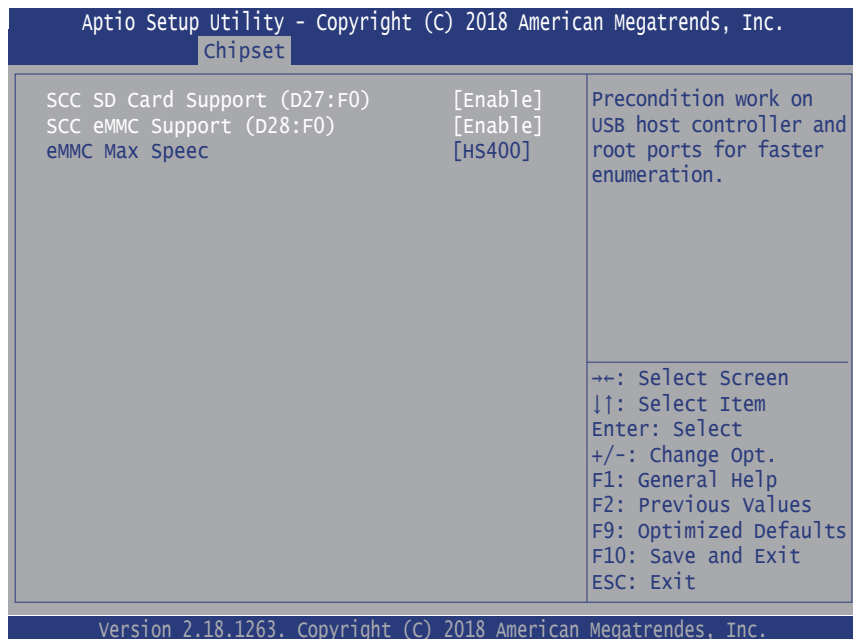 Aptio Setup Utility - Copyright (C) 2018 American Megatrends, Inc.
Chipset
SCC SD Card Support (D27:F0) [Enable]
SCC eMMC Support (D28:F0) [Enable]
eMMC Max Speec [HS400]
Precondition work on
USB host controller and
root ports for faster
enumeration.
→←: Select Screen
↓↑: Select Item
Enter: Select
+/-: Change Opt.
F1: General Help
F2: Previous Values
F9: Optimized Defaults
F10: Save and Exit
ESC: Exit
Version 2.18.1263. Copyright (C) 2018 American Megatrendes, Inc.